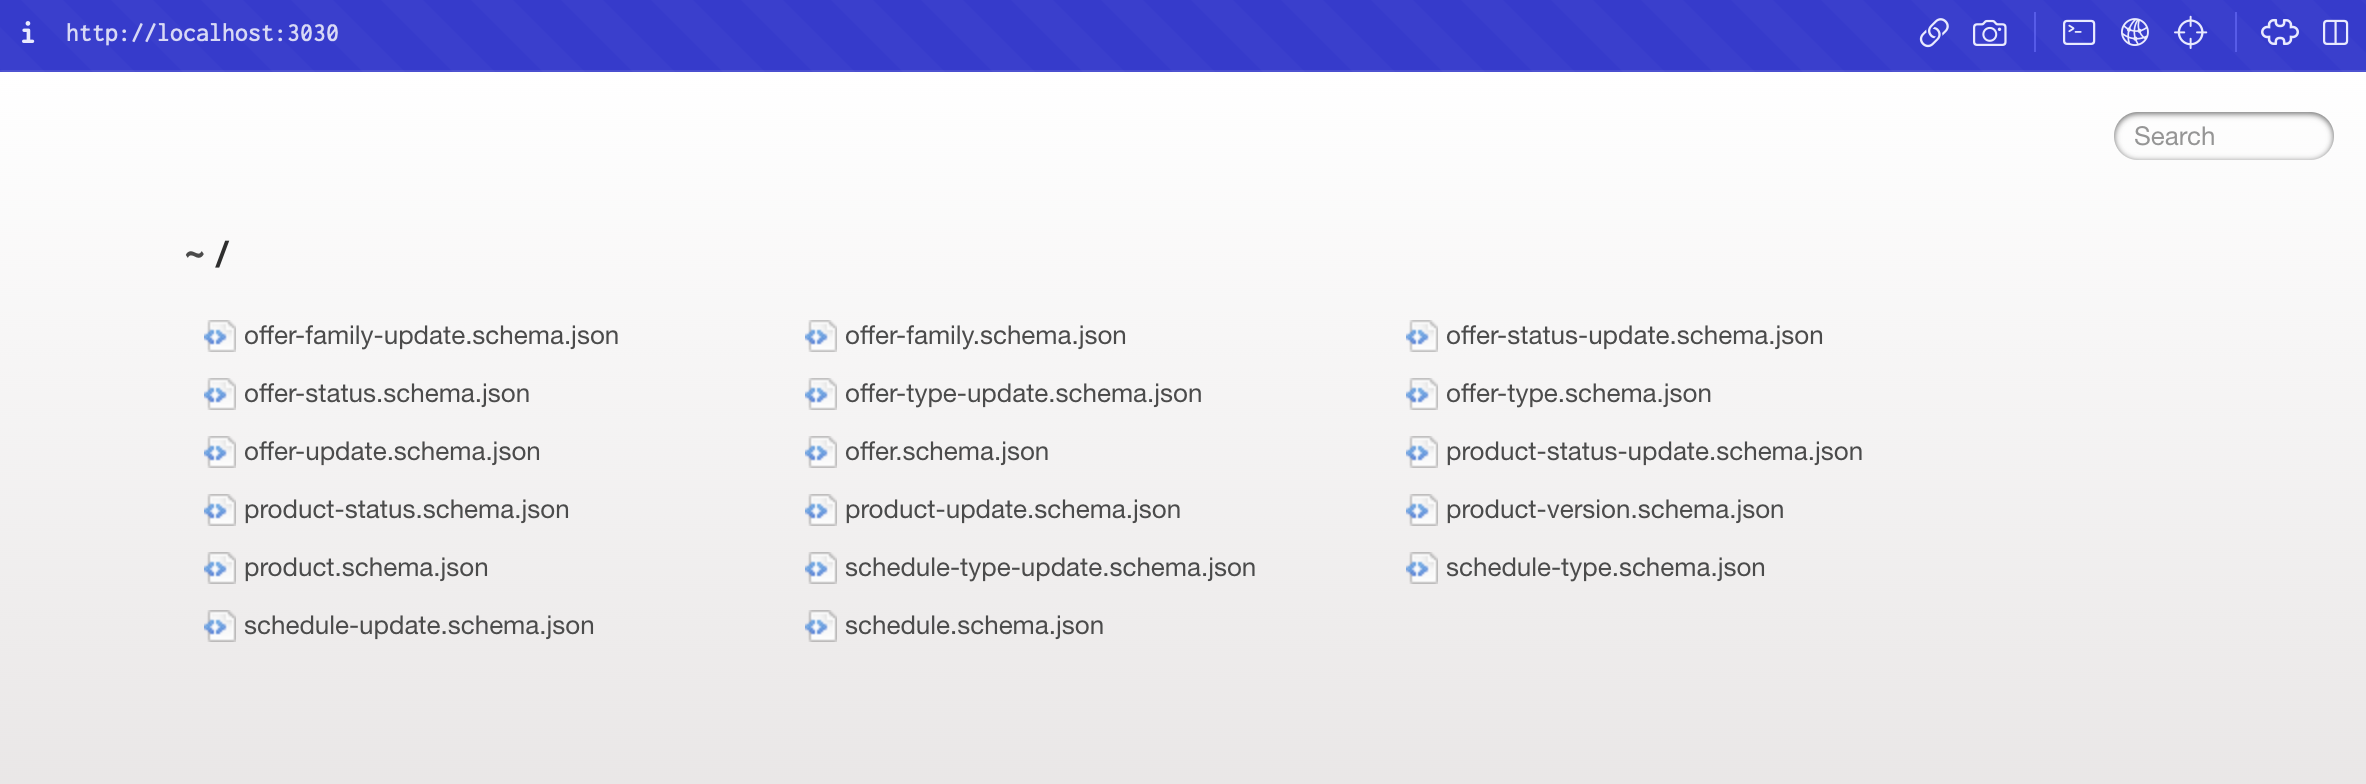 i http://localhost:3030
Search
~ /
offer-family-update.schema.json offer-family.schema.json offer-status-update.schema.json
offer-status.schema.json offer-type-update.schema.json offer-type.schema.json
offer-update.schema.json offer.schema.json product-status-update.schema.json
product-status.schema.json product-update.schema.json product-version.schema.json
product.schema.json schedule-type-update.schema.json schedule-type.schema.json
schedule-update.schema.json schedule.schema.json